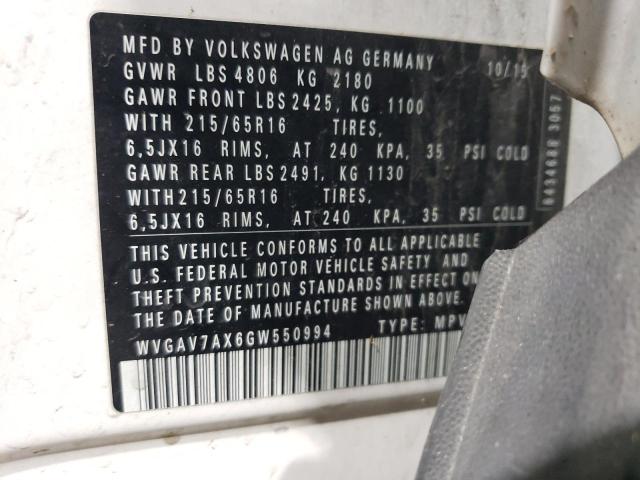 MFD BY VOLKSWAGEN AG GERMANY 10/15
GVWR LBS 4806 KG 2180
GAWR FRONT LBS 2425, KG 1100
WITH 215/65R16 TIRES,
6,5JX16 RIMS, AT 240 KPA, 35 PSI COLD
GAWR REAR LBS 2491, KG 1130
WITH215/65R16 TIRES,
6,5JX16 RIMS, AT 240 KPA, 35 PSI COLD
THIS VEHICLE CONFORMS TO ALL APPLICABLE
U.S. FEDERAL MOTOR VEHICLE SAFETY AND
THEFT PREVENTION STANDARDS IN EFFECT ON
THE DATE OF MANUFACTURE SHOWN ABOVE.
WVGAV7AX6GW550994 TYPE: MPV
3057